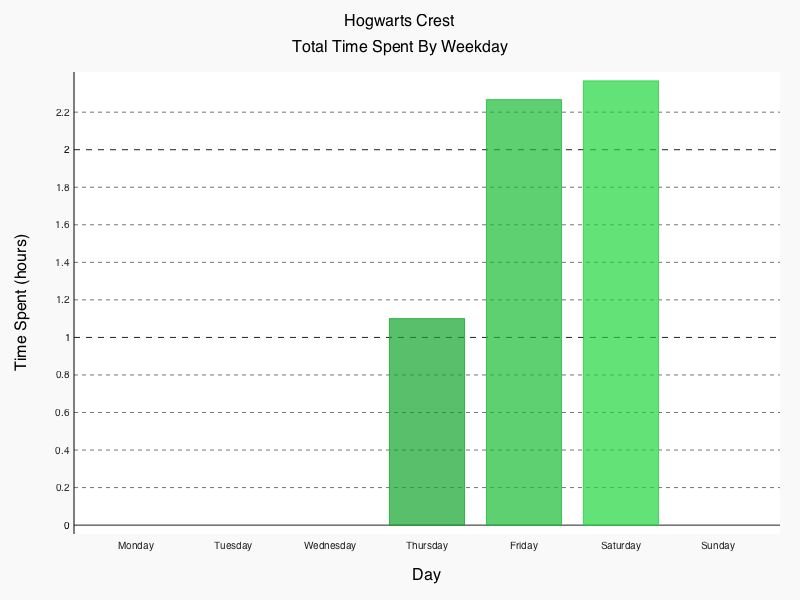 Hogwarts Crest
Total Time Spent By Weekday
Time Spent (hours)
2.2
2
1.8
1.6
1.4
1.2
1
0.8
0.6
0.4
0.2
0
Monday Tuesday Wednesday Thursday Friday Saturday Sunday
Day